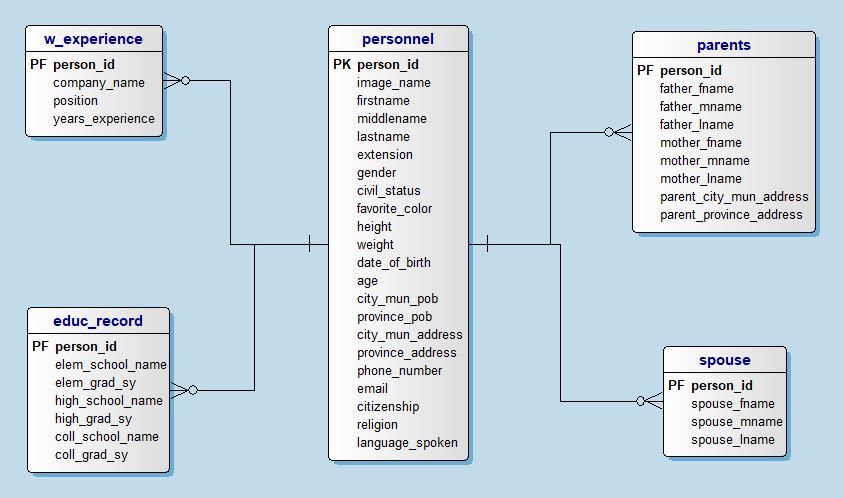 w_experience
PF person_id
company_name
position
years_experience
personnel
PK person_id
image_name
firstname
middlename
lastname
extension
gender
civil_status
favorite_color
height
weight
date_of_birth
age
city_mun_pob
province_pob
city_mun_address
province_address
phone_number
email
citizenship
religion
language_spoken
parents
PF person_id
father_fname
father_mname
father_lname
mother_fname
mother_mname
mother_lname
parent_city_mun_address
parent_province_address
educ_record
PF person_id
elem_school_name
elem_grad_sy
high_school_name
high_grad_sy
coll_school_name
coll_grad_sy
spouse
PF person_id
spouse_fname
spouse_mname
spouse_lname